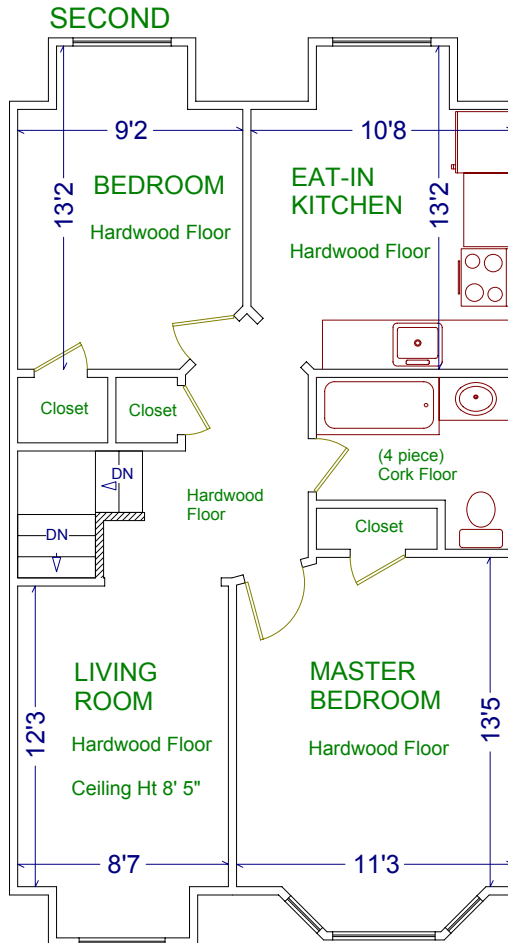 SECOND
9'2
10'8
13'2
BEDROOM
Hardwood Floor
EAT-IN
KITCHEN
Hardwood Floor
13'2
Closet
Closet
DN
DN
Hardwood
Floor
(4 piece)
Cork Floor
Closet
LIVING
ROOM
Hardwood Floor
Ceiling Ht 8' 5"
12'3
8'7
MASTER
BEDROOM
Hardwood Floor
13'5
11'3